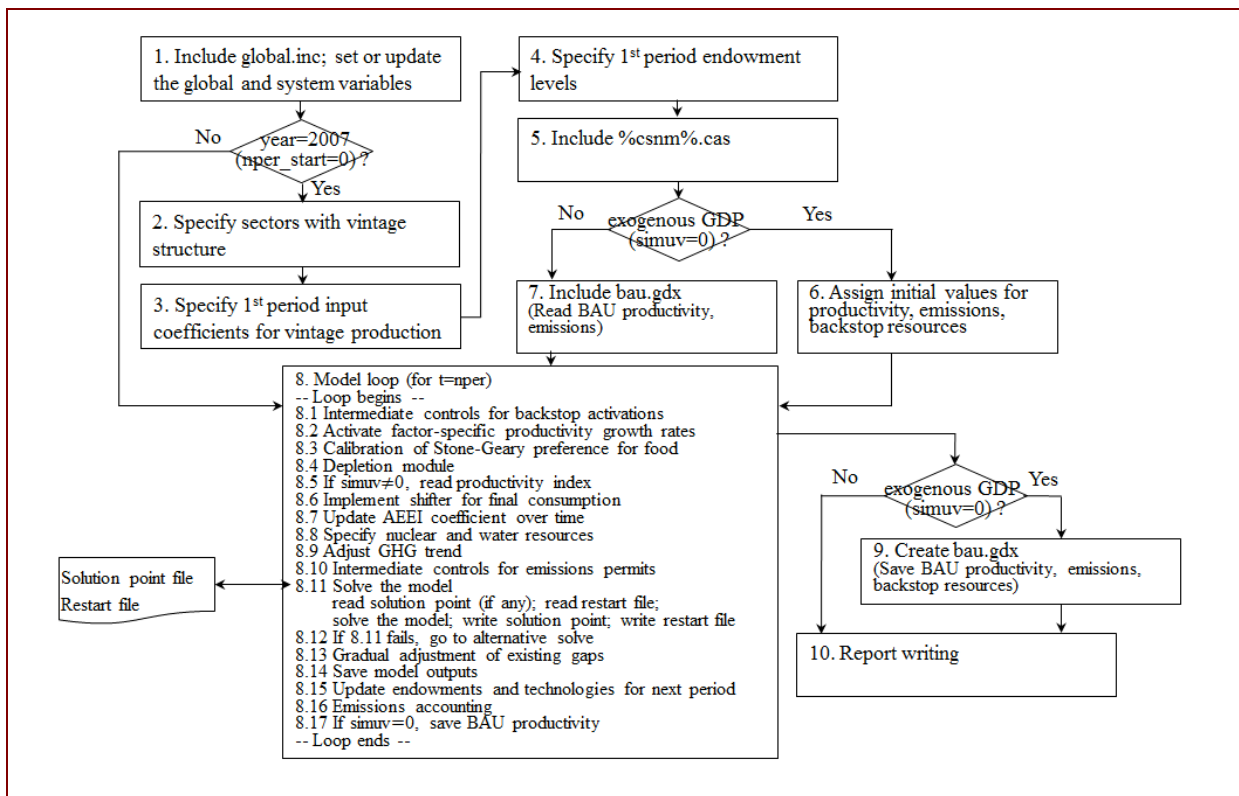 1. Include global.inc; set or update
the global and system variables
No
year=2007
(nper_start=0) ?
Yes
2. Specify sectors with vintage
structure
3. Specify 1st period input
coefficients for vintage production
4. Specify 1st period endowment
levels
5. Include %csnm%.cas
No
exogenous GDP
(simuv=0) ?
Yes
7. Include bau.gdx
(Read BAU productivity,
emissions)
6. Assign initial values for
productivity, emissions,
backstop resources
8. Model loop (for t=nper)
-- Loop begins --
8.1 Intermediate controls for backstop activations
8.2 Activate factor-specific productivity growth rates
8.3 Calibration of Stone-Geary preference for food
8.4 Depletion module
8.5 If simuv≠0, read productivity index
8.6 Implement shifter for final consumption
8.7 Update AEEI coefficient over time
8.8 Specify nuclear and water resources
8.9 Adjust GHG trend
8.10 Intermediate controls for emissions permits
8.11 Solve the model
read solution point (if any); read restart file;
solve the model; write solution point; write restart file
8.12 If 8.11 fails, go to alternative solve
8.13 Gradual adjustment of existing gaps
8.14 Save model outputs
8.15 Update endowments and technologies for next period
8.16 Emissions accounting
8.17 If simuv=0, save BAU productivity
-- Loop ends --
Solution point file
Restart file
No
exogenous GDP
(simuv=0) ?
Yes
9. Create bau.gdx
(Save BAU productivity, emissions,
backstop resources)
10. Report writing